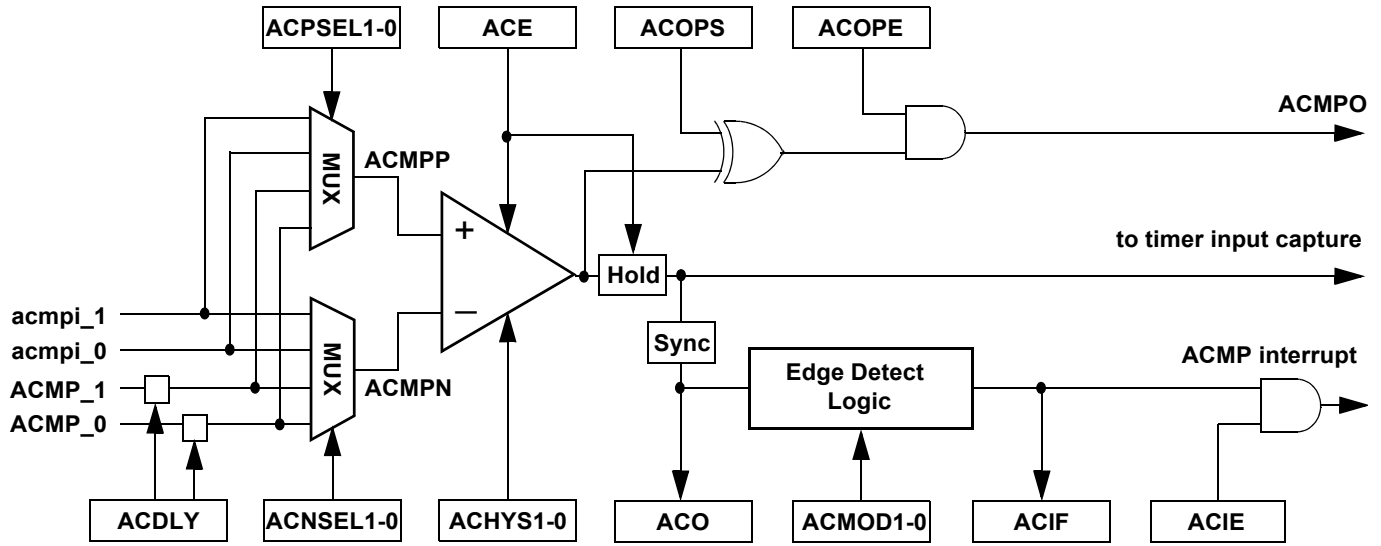 ACPSEL1-0
ACE
ACOPS
ACOPE
ACMPO
MUX
ACMPP
+
to timer input capture
Hold
acmpi_1
acmpi_0
ACMP_1
ACMP_0
MUX
ACMPN
–
Sync
Edge Detect
Logic
ACMP interrupt
ACDLY
ACNSEL1-0
ACHYS1-0
ACO
ACMOD1-0
ACIF
ACIE